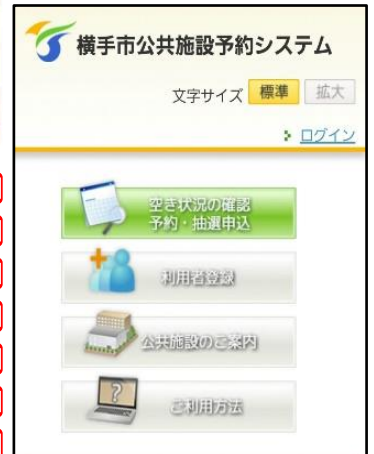 横手市公共施設予約システム
文字サイズ 標準 拡大
ログイン
空き状況の確認
予約・抽選申込
利用者登録
公共施設のご案内
ご利用方法